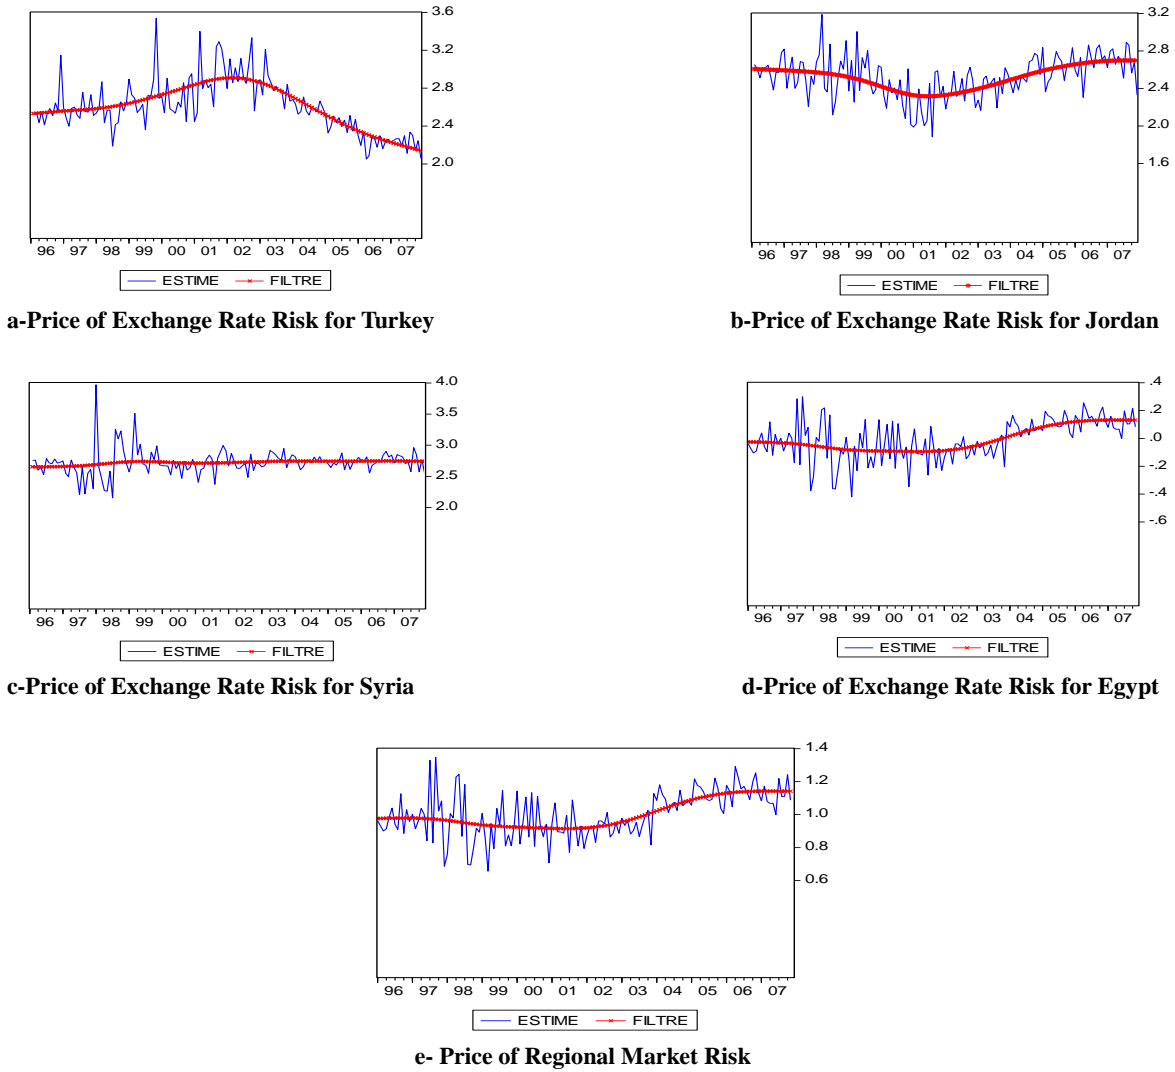 3.6
3.2
2.8
2.4
2.0
96 97 98 99 00 01 02 03 04 05 06 07
ESTIME FILTRE
a-Price of Exchange Rate Risk for Turkey
3.2
2.8
2.4
2.0
1.6
96 97 98 99 00 01 02 03 04 05 06 07
ESTIME FILTRE
b-Price of Exchange Rate Risk for Jordan
4.0
3.5
3.0
2.5
2.0
96 97 98 99 00 01 02 03 04 05 06 07
ESTIME FILTRE
c-Price of Exchange Rate Risk for Syria
.4
.2
.0
-.2
-.4
-.6
96 97 98 99 00 01 02 03 04 05 06 07
ESTIME FILTRE
d-Price of Exchange Rate Risk for Egypt
1.4
1.2
1.0
0.8
0.6
96 97 98 99 00 01 02 03 04 05 06 07
ESTIME FILTRE
e- Price of Regional Market Risk